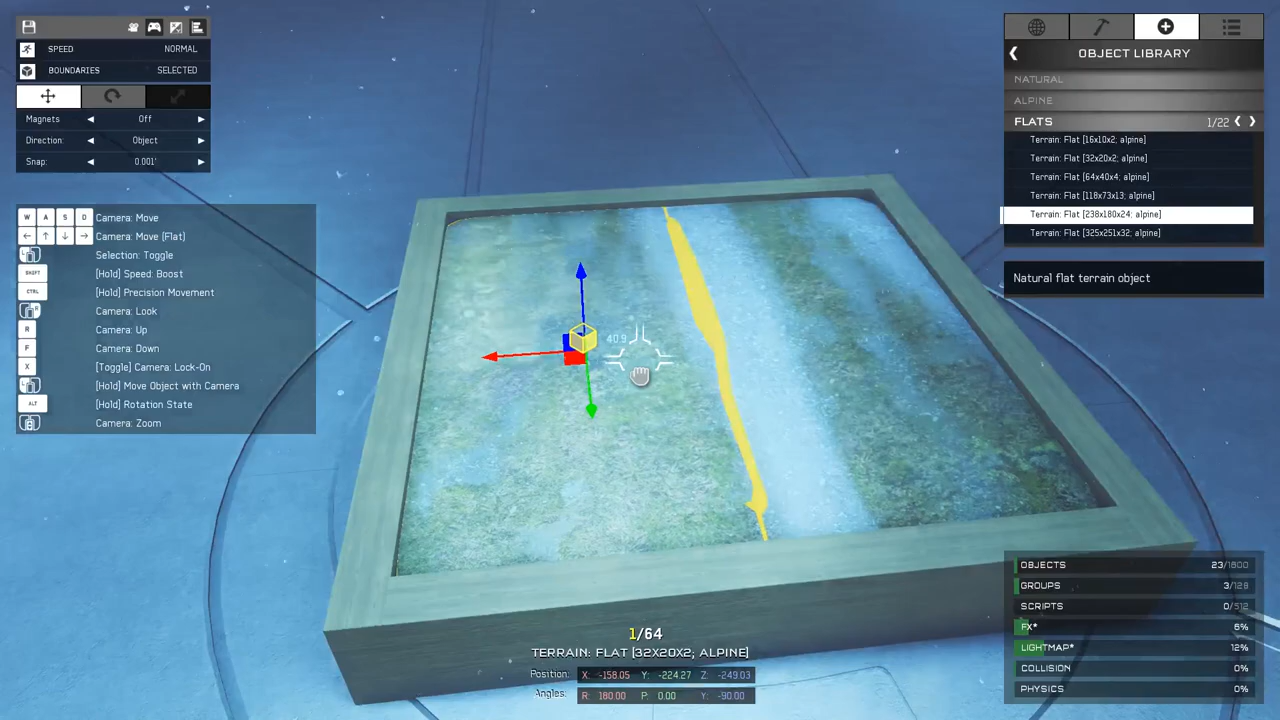 SPEED NORMAL
BOUNDARIES SELECTED
Magnets Off
Direction: Object
Snap: 0.001'
W A S D Camera: Move
Camera: Move (Flat)
Selection: Toggle
SHIFT [Hold] Speed: Boost
CTRL [Hold] Precision Movement
R Camera: Look
R Camera: Up
F Camera: Down
X [Toggle] Camera: Lock-On
[Hold] Move Object with Camera
ALT [Hold] Rotation State
Camera: Zoom
40.9
1/64
TERRAIN: FLAT [32X20X2; ALPINE]
Position: X: -158.05 Y: -224.27 Z: -249.03
Angles: R: 180.00 P: 0.00 Y: -90.00
OBJECT LIBRARY
NATURAL
ALPINE
FLATS 1/22
Terrain: Flat [16x10x2; alpine]
Terrain: Flat [32x20x2; alpine]
Terrain: Flat [64x40x4; alpine]
Terrain: Flat [118x73x13; alpine]
Terrain: Flat [238x180x24; alpine]
Terrain: Flat [325x251x32; alpine]
Natural flat terrain object
OBJECTS 23/1600
GROUPS 3/128
SCRIPTS 0/512
FX* 6%
LIGHTMAP* 12%
COLLISION 0%
PHYSICS 0%